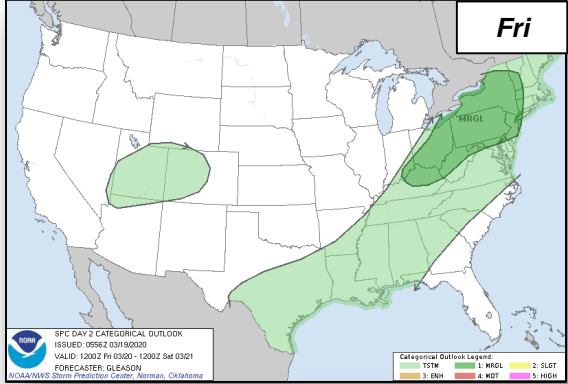 Fri
MRGL
SPC DAY 2 CATEGORICAL OUTLOOK
ISSUED: 0556Z 03/19/2020
VALID: 1200Z Fri 03/20 - 1200Z Sat 03/21
FORECASTER: GLEASON
NOAA/NWS Storm Prediction Center, Norman, Oklahoma
NOAA
Categorical Outlook Legend:
TSTM 1: MRGL 2: SLGT
3: ENH 4: MDT 5: HIGH